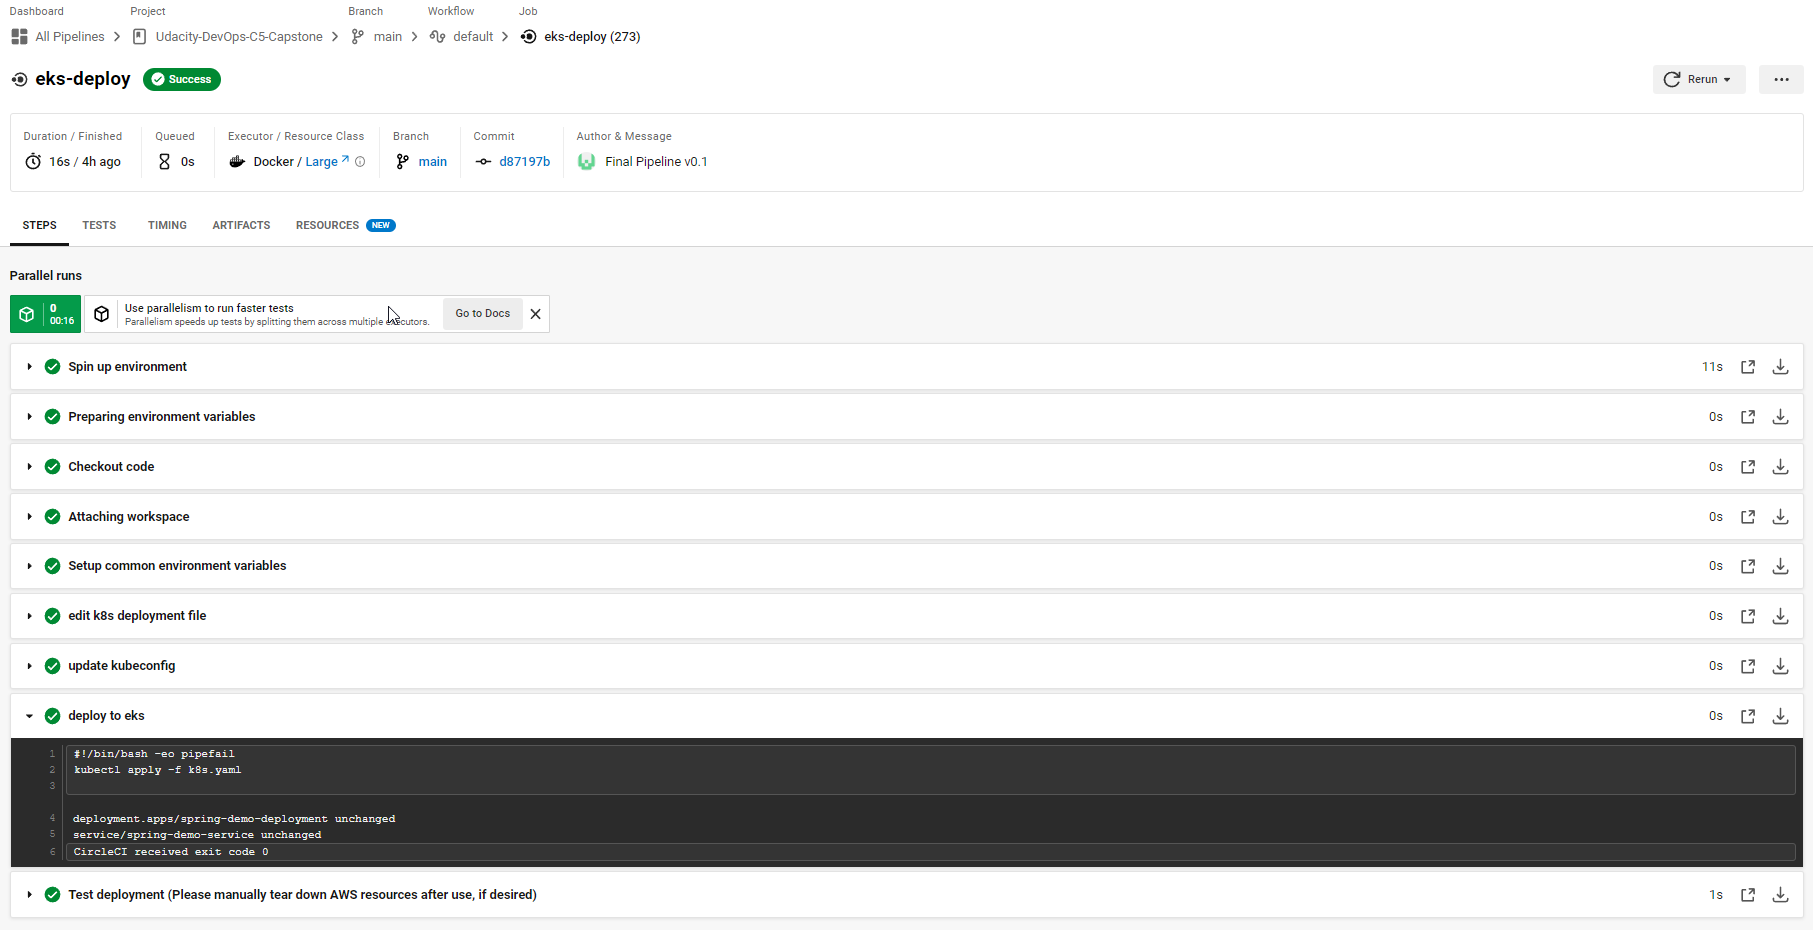 Dashboard Project Branch Workflow Job
All Pipelines Udacity-DevOps-C5-Capstone main default eks-deploy (273)
eks-deploy Success Rerun
Duration / Finished Queued Executor / Resource Class Branch Commit Author & Message
16s / 4h ago 0s Docker / Large main d87197b Final Pipeline v0.1
STEPS TESTS TIMING ARTIFACTS RESOURCES NEW
Parallel runs
0
00:16
Use parallelism to run faster tests
Parallelism speeds up tests by splitting them across multiple executors.
Go to Docs
Spin up environment 11s
Preparing environment variables 0s
Checkout code 0s
Attaching workspace 0s
Setup common environment variables 0s
edit k8s deployment file 0s
update kubeconfig 0s
deploy to eks 0s
1 #!/bin/bash -eo pipefail
2 kubectl apply -f k8s.yaml
3
4 deployment.apps/spring-demo-deployment unchanged
5 service/spring-demo-service unchanged
6 CircleCI received exit code 0
Test deployment (Please manually tear down AWS resources after use, if desired) 1s